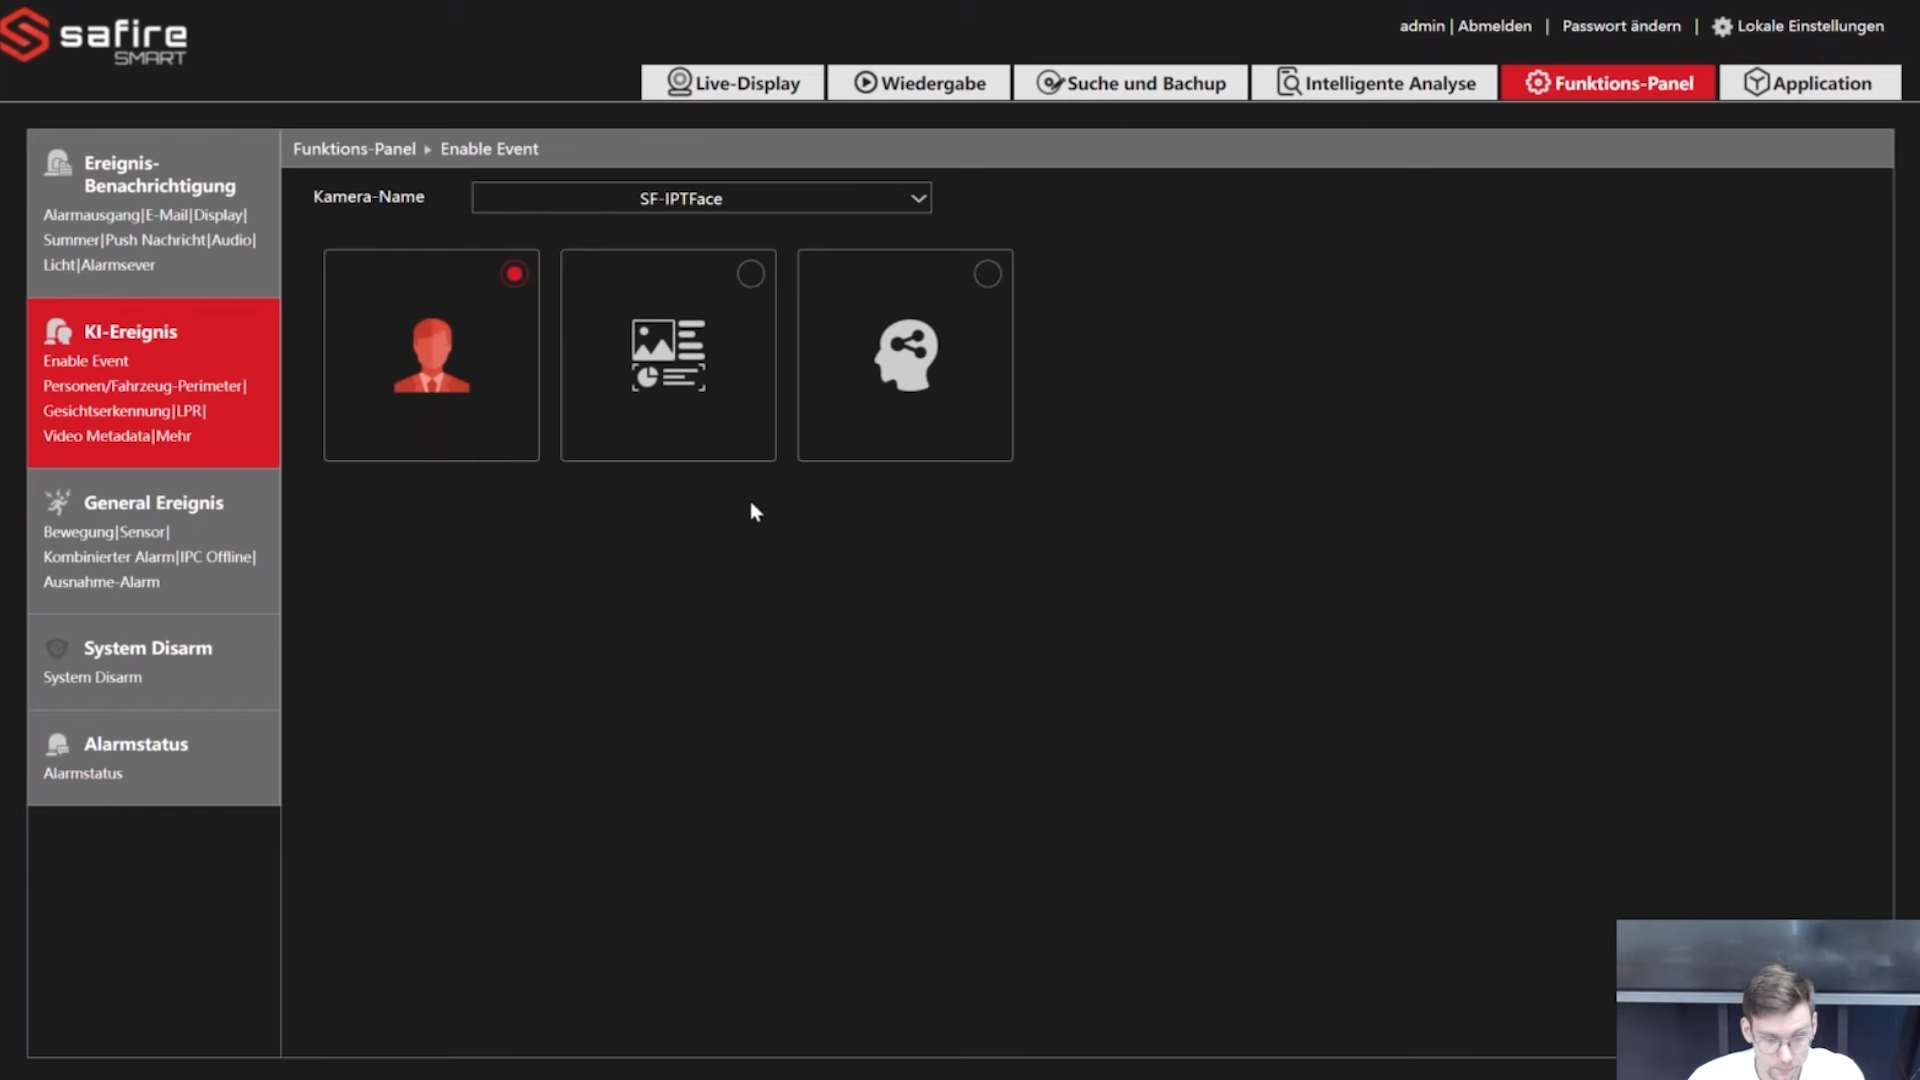 safire
SMART
admin | Abmelden | Passwort ändern | Lokale Einstellungen
Live-Display Wiedergabe Suche und Bachup Intelligente Analyse Funktions-Panel Application
Funktions-Panel ▸ Enable Event
Kamera-Name SF-IPTFace
Ereignis-
Benachrichtigung
Alarmausgang|E-Mail|Display|
Summer|Push Nachricht|Audio|
Licht|Alarmsever
KI-Ereignis
Enable Event
Personen/Fahrzeug-Perimeter|
Gesichtserkennung|LPR|
Video Metadata|Mehr
General Ereignis
Bewegung|Sensor|
Kombinierter Alarm|IPC Offline|
Ausnahme-Alarm
System Disarm
System Disarm
Alarmstatus
Alarmstatus